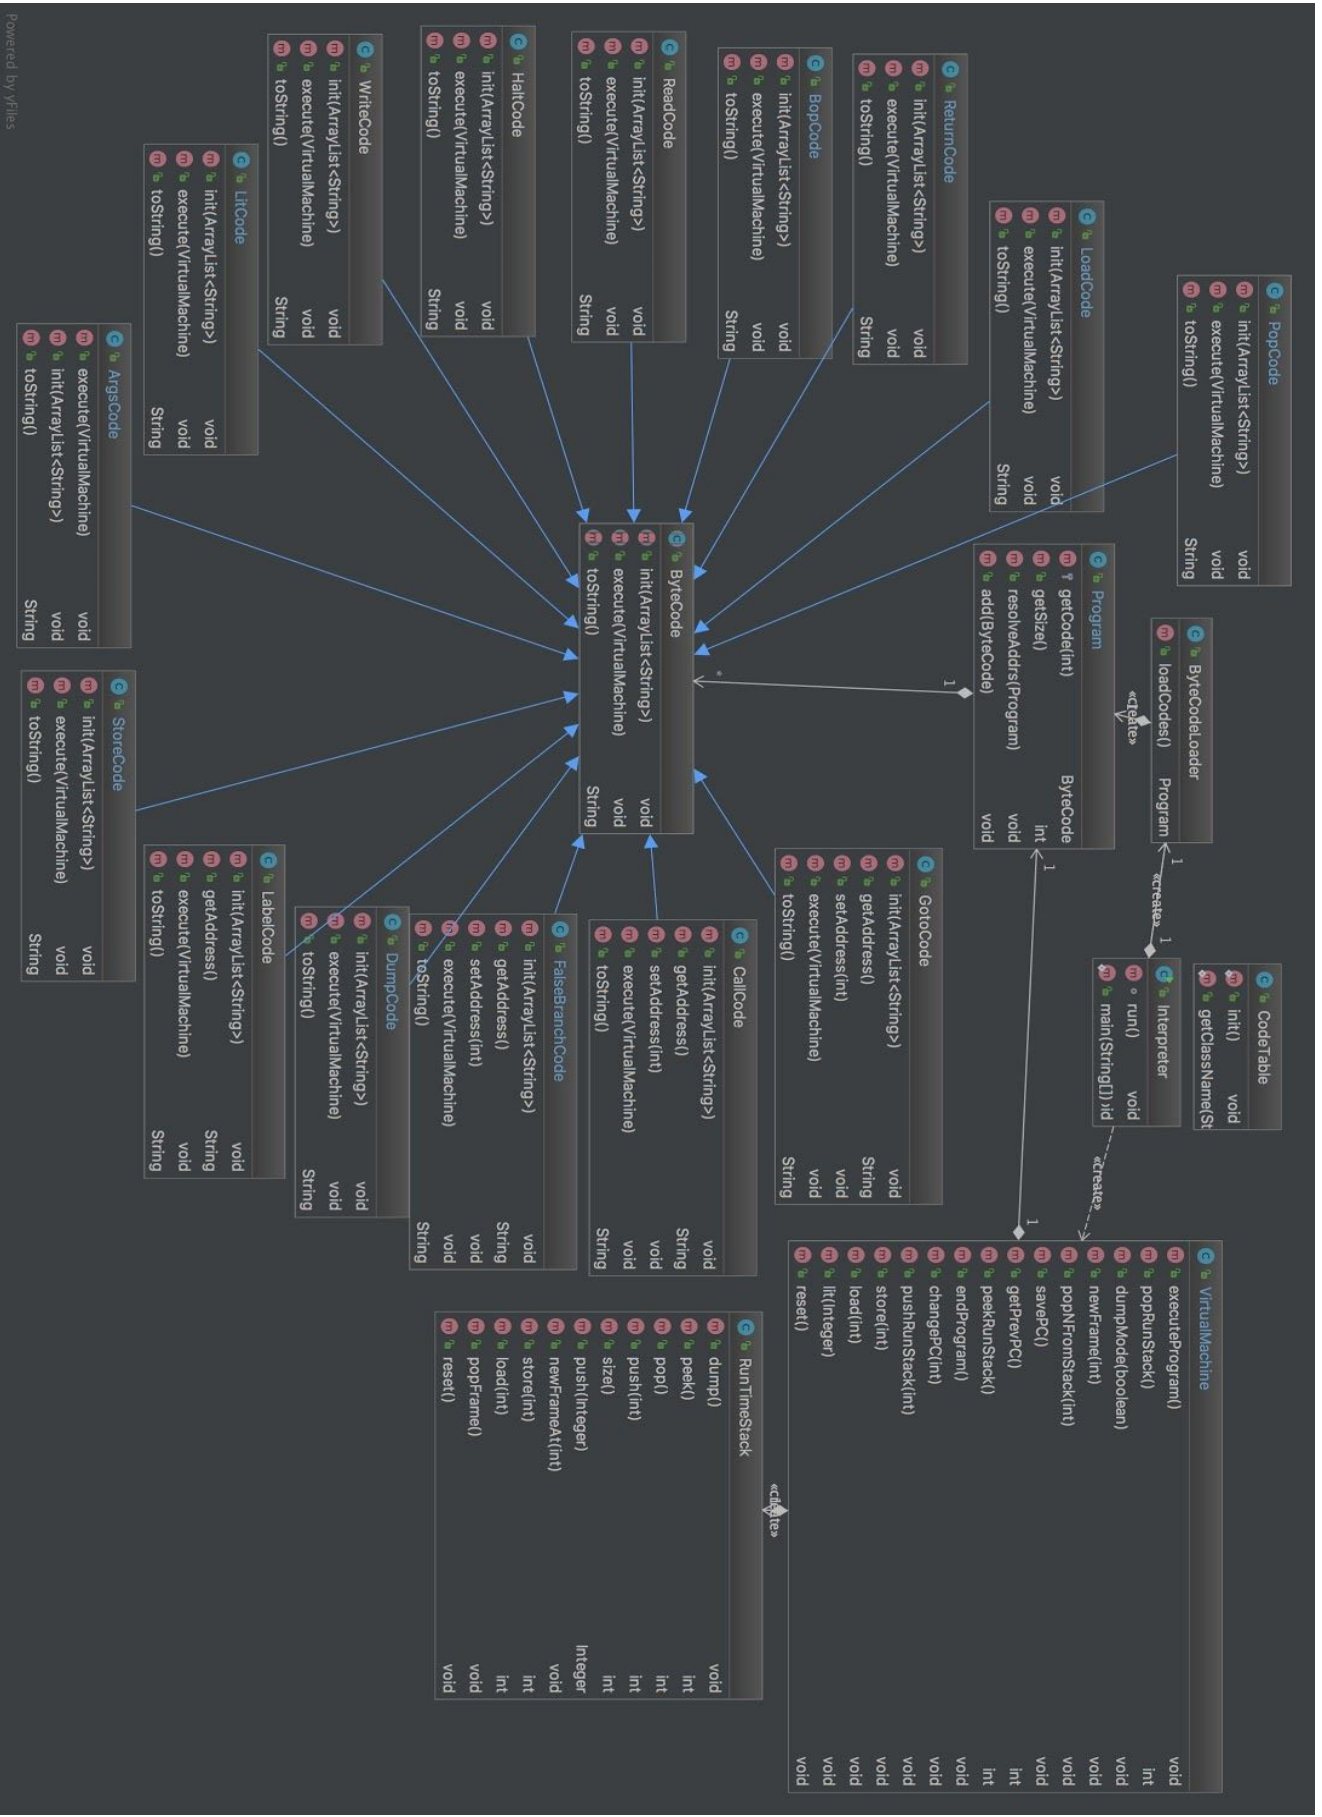 PopCode
init(ArrayList<String>) void
execute(VirtualMachine) void
toString() String
LoadCode
init(ArrayList<String>) void
execute(VirtualMachine) void
toString() String
ReturnCode
init(ArrayList<String>) void
execute(VirtualMachine) void
toString() String
BopCode
init(ArrayList<String>) void
execute(VirtualMachine) void
toString() String
ReadCode
init(ArrayList<String>) void
execute(VirtualMachine) void
toString() String
HaltCode
init(ArrayList<String>) void
execute(VirtualMachine) void
toString() String
WriteCode
init(ArrayList<String>) void
execute(VirtualMachine) void
toString() String
LitCode
init(ArrayList<String>) void
execute(VirtualMachine) void
toString() String
ArgsCode
execute(VirtualMachine) void
init(ArrayList<String>) void
toString() String
ByteCodeLoader
loadCodes() Program
«create»
Program
getCode(int) ByteCode
getSize() int
resolveAddrs(Program) void
add(ByteCode) void
1
*
ByteCode
init(ArrayList<String>) void
execute(VirtualMachine) void
toString() String
StoreCode
init(ArrayList<String>) void
execute(VirtualMachine) void
toString() String
1
«create»
1
CodeTable
init() void
getClassName(St
Interpreter
run() void
main(String[]) oid
«create»
1
1
GotoCode
init(ArrayList<String>) void
getAddress() String
setAddress(int) void
execute(VirtualMachine) void
toString() String
CallCode
init(ArrayList<String>) void
getAddress() String
setAddress(int) void
execute(VirtualMachine) void
toString() String
FalseBranchCode
init(ArrayList<String>) void
getAddress() String
setAddress(int) void
execute(VirtualMachine) void
toString() String
DumpCode
init(ArrayList<String>) void
execute(VirtualMachine) void
toString() String
LabelCode
init(ArrayList<String>) void
getAddress() String
execute(VirtualMachine) void
toString() String
VirtualMachine
executeProgram() void
popRunStack() int
dumpMode(boolean) void
newFrame(int) void
popNFromStack(int) void
savePC() void
getPrevPC() int
peekRunStack() int
endProgram() void
changePC(int) void
pushRunStack(int) void
store(int) void
load(int) void
lit(Integer) void
reset() void
«create»
RunTimeStack
dump() void
peek() int
pop() int
push(int) int
size() int
push(Integer) Integer
newFrameAt(int) void
store(int) int
load(int) int
popFrame() void
reset() void
Powered by yFiles